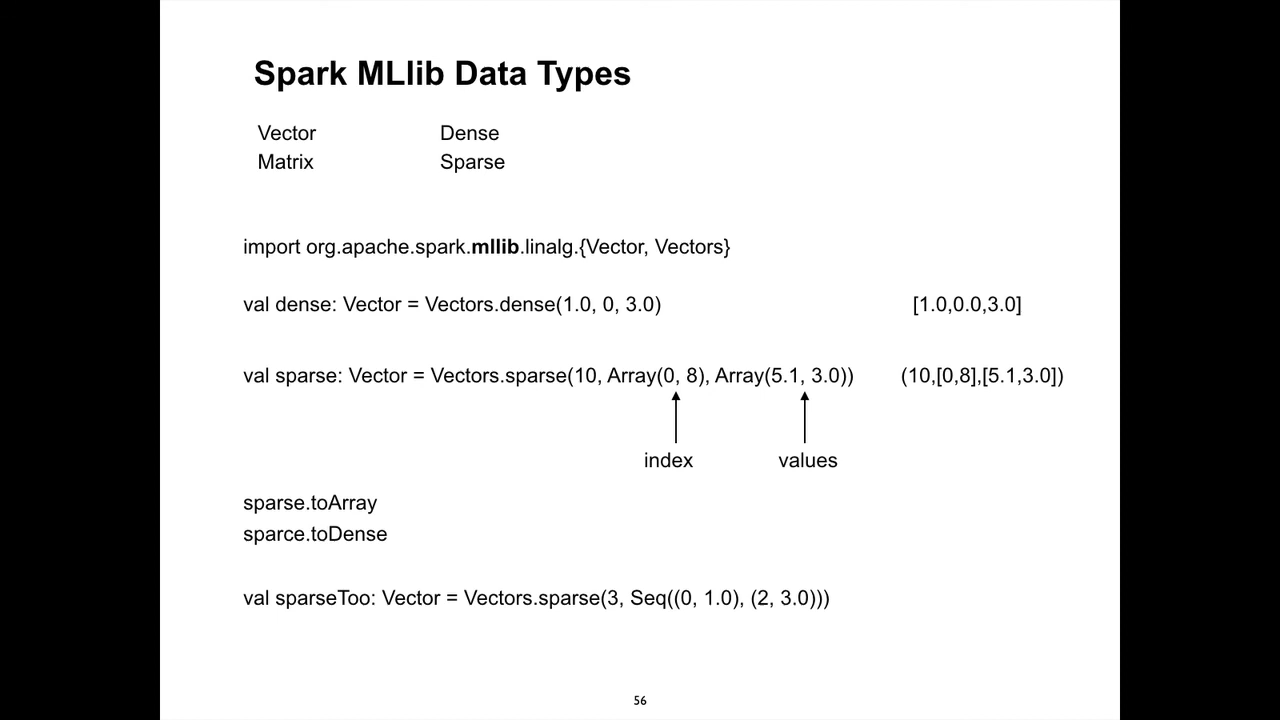 Spark MLlib Data Types
Vector Dense
Matrix Sparse
import org.apache.spark.mllib.linalg.{Vector, Vectors}
val dense: Vector = Vectors.dense(1.0, 0, 3.0) [1.0,0.0,3.0]
val sparse: Vector = Vectors.sparse(10, Array(0, 8), Array(5.1, 3.0)) (10,[0,8],[5.1,3.0])
index values
sparse.toArray
sparce.toDense
val sparseToo: Vector = Vectors.sparse(3, Seq((0, 1.0), (2, 3.0)))
56